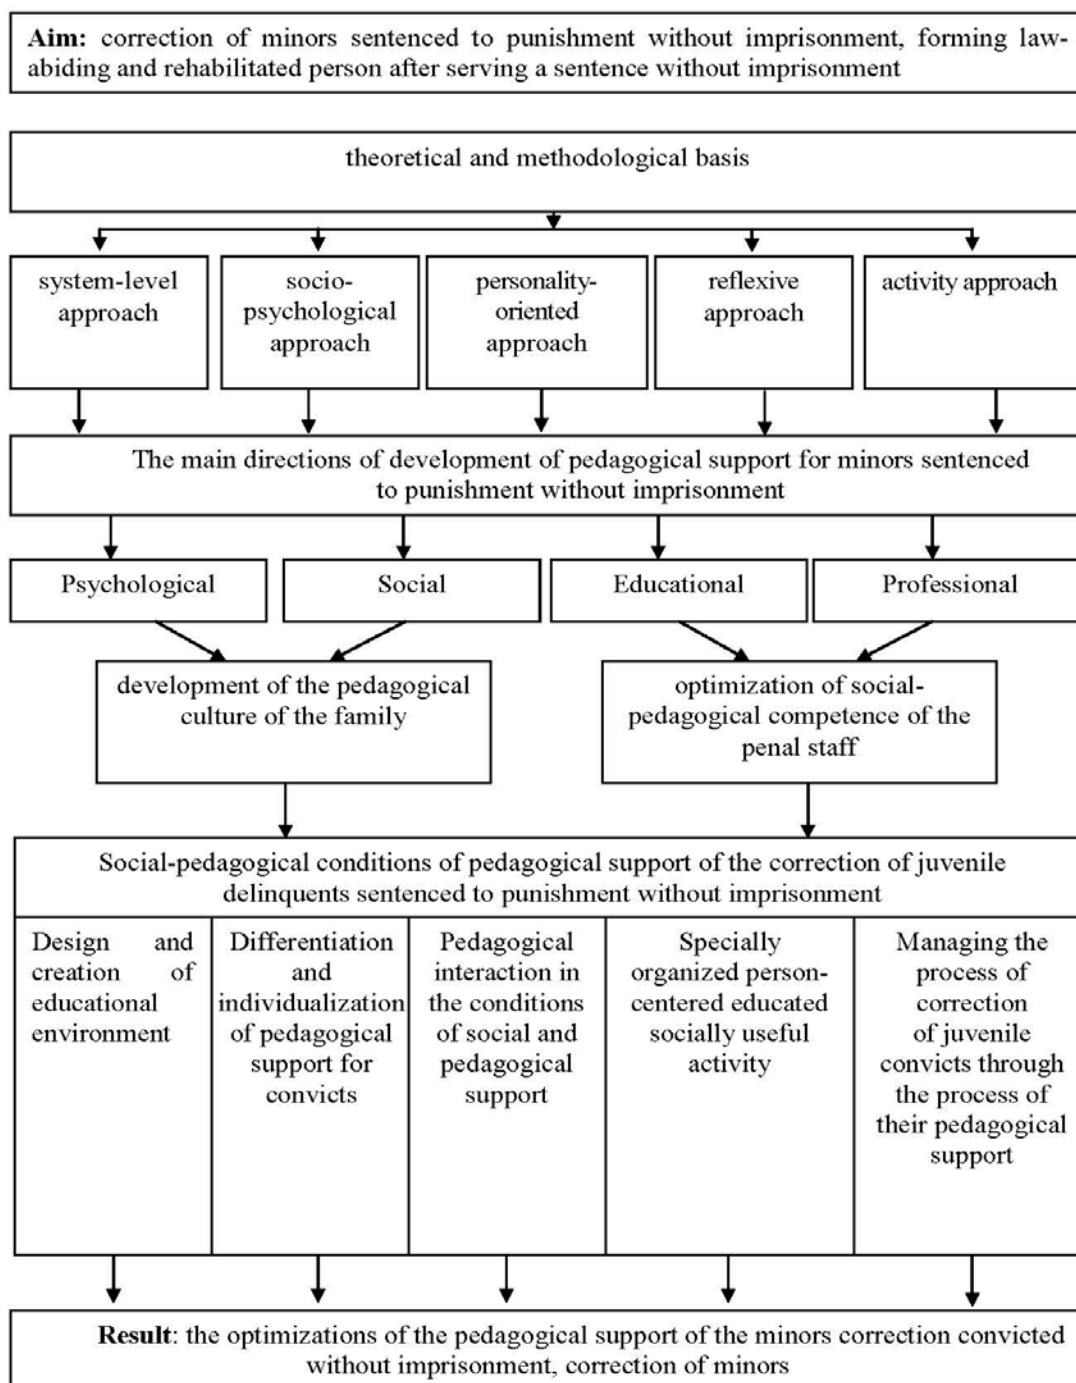 Aim: correction of minors sentenced to punishment without imprisonment, forming law-
abiding and rehabilitated person after serving a sentence without imprisonment
theoretical and methodological basis
system-level
approach
socio-
psychological
approach
personality-
oriented
approach
reflexive
approach
activity approach
The main directions of development of pedagogical support for minors sentenced
to punishment without imprisonment
Psychological
Social
Educational
Professional
development of the pedagogical
culture of the family
optimization of social-
pedagogical competence of the
penal staff
Social-pedagogical conditions of pedagogical support of the correction of juvenile
delinquents sentenced to punishment without imprisonment
Design and
creation of
educational
environment
Differentiation
and
individualization
of pedagogical
support for
convicts
Pedagogical
interaction in
the conditions
of social and
pedagogical
support
Specially
organized person-
centered educated
socially useful
activity
Managing the
process of
correction
of juvenile
convicts through
the process of
their pedagogical
support
Result: the optimizations of the pedagogical support of the minors correction convicted
without imprisonment, correction of minors